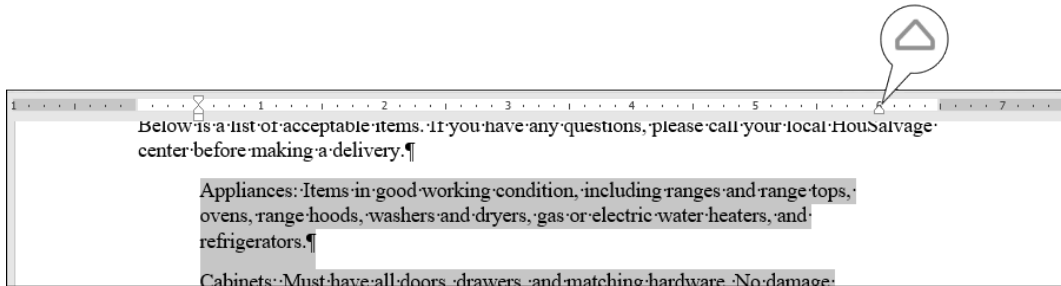 1 1 2 3 4 5 6 7
Below·is·a·list·of·acceptable·items.·If·you·have·any·questions,·please·call·your·local·HouSalvage·
center·before·making·a·delivery.¶
Appliances:·Items·in·good·working·condition,·including·ranges·and·range·tops,·
ovens,·range·hoods,·washers·and·dryers,·gas·or·electric·water·heaters,·and·
refrigerators.¶
Cabinets:·Must·have·all·doors,·drawers,·and·matching·hardware.·No·damage·